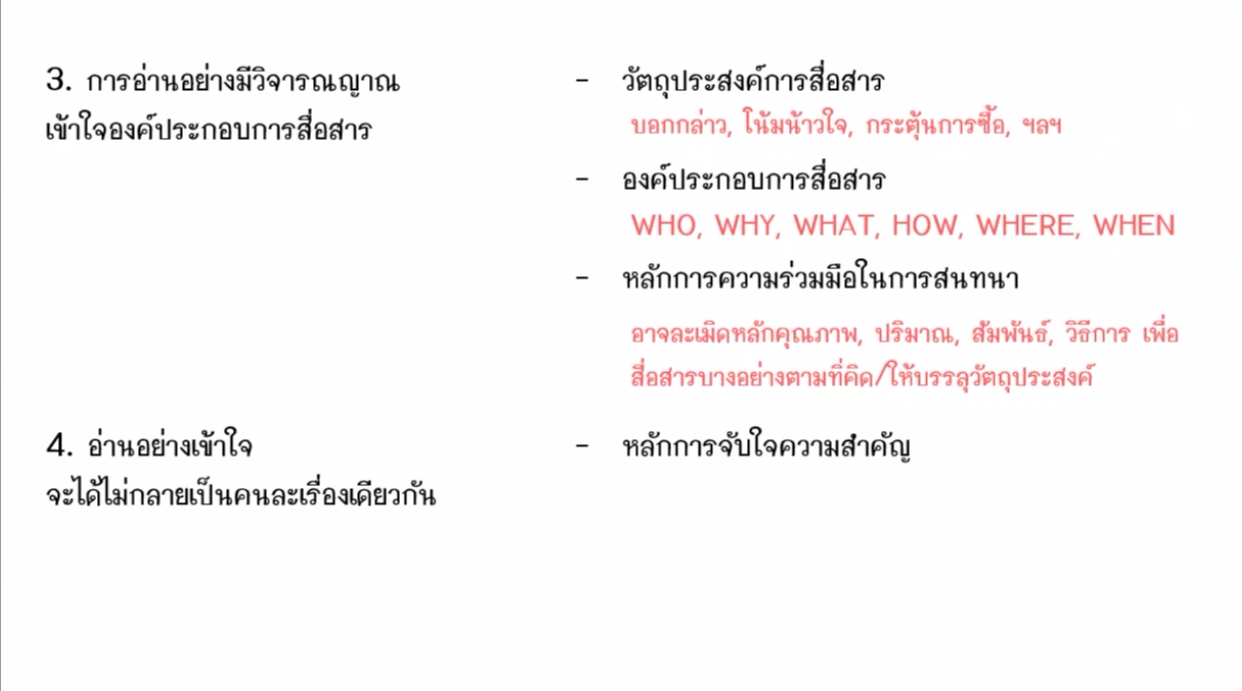 3. การอ่านอย่างมีวิจารณญาณ
เข้าใจองค์ประกอบการสื่อสาร
- วัตถุประสงค์การสื่อสาร
บอกกล่าว, โน้มน้าวใจ, กระตุ้นการซื้อ, ฯลฯ
- องค์ประกอบการสื่อสาร
WHO, WHY, WHAT, HOW, WHERE, WHEN
- หลักการความร่วมมือในการสนทนา
อาจละเมิดหลักคุณภาพ, ปริมาณ, สัมพันธ์, วิธีการ เพื่อ
สื่อสารบางอย่างตามที่คิด/ให้บรรลุวัตถุประสงค์
4. อ่านอย่างเข้าใจ
จะได้ไม่กลายเป็นคนละเรื่องเดียวกัน
- หลักการจับใจความสำคัญ